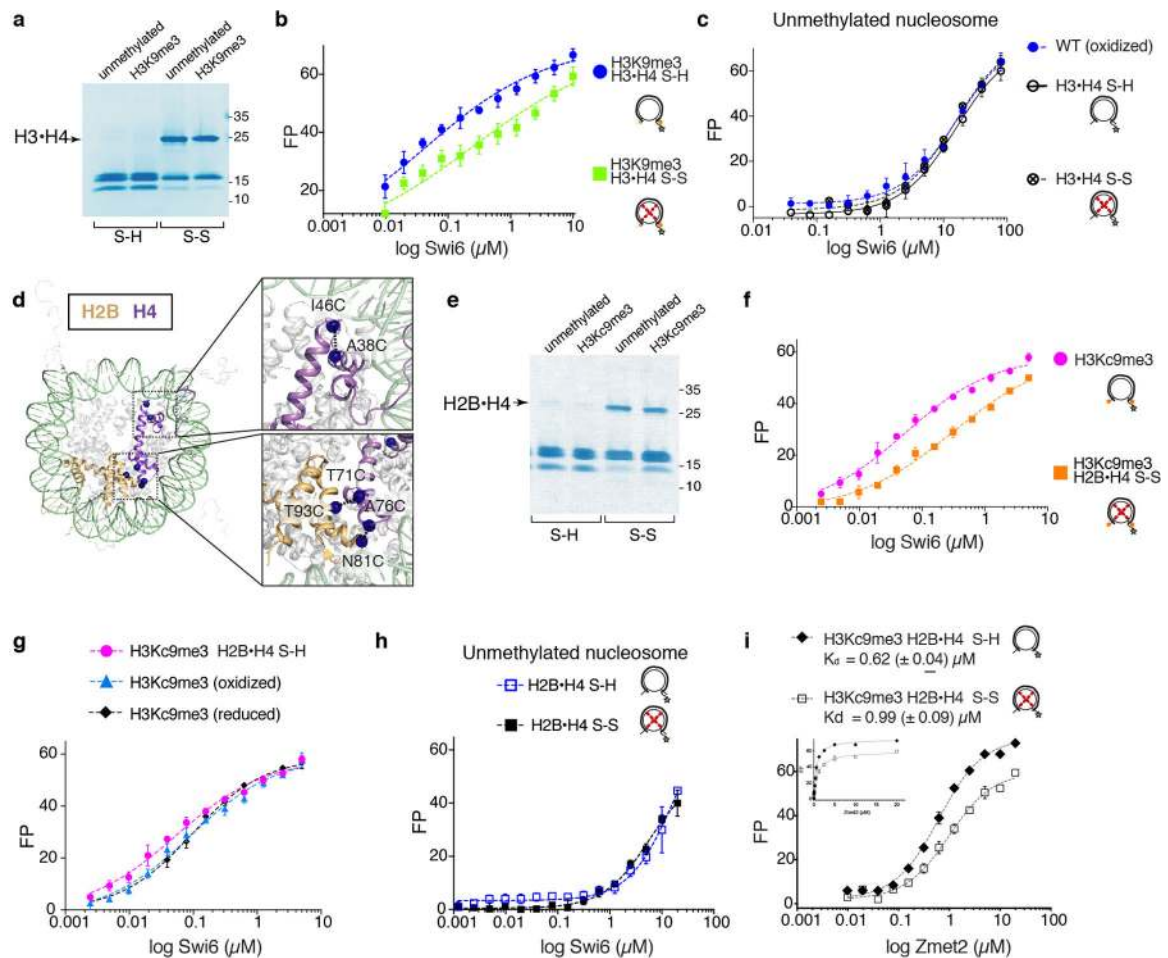 a
unmethylated
H3K9me3
unmethylated
H3K9me3
H3•H4
35
25
15
10
S-H
S-S
b
FP
60
40
20
0.001
0.01
0.1
1
10
log Swi6 (µM)
H3K9me3
H3•H4 S-H
H3K9me3
H3•H4 S-S
c
Unmethylated nucleosome
FP
60
40
20
0
0.01
0.1
1
10
100
log Swi6 (µM)
WT (oxidized)
H3•H4 S-H
H3•H4 S-S
d
H2B H4
I46C
A38C
T71C
T93C
A76C
N81C
e
unmethylated
H3Kc9me3
unmethylated
H3Kc9me3
H2B•H4
35
25
15
10
S-H
S-S
f
FP
60
40
20
0
0.001
0.01
0.1
1
10
log Swi6 (µM)
H3Kc9me3
H3Kc9me3
H2B•H4 S-S
g
H3Kc9me3 H2B•H4 S-H
H3Kc9me3 (oxidized)
H3Kc9me3 (reduced)
FP
60
40
20
0
0.001
0.01
0.1
1
10
log Swi6 (µM)
h
Unmethylated nucleosome
H2B•H4 S-H
H2B•H4 S-S
FP
60
40
20
0
0.001
0.01
0.1
1
10
100
log Swi6 (µM)
i
H3Kc9me3 H2B•H4 S-H
Kd = 0.62 (± 0.04) µM
H3Kc9me3 H2B•H4 S-S
Kd = 0.99 (± 0.09) µM
FP
80
60
40
20
0
0.001
0.01
0.1
1
10
100
log Zmet2 (µM)